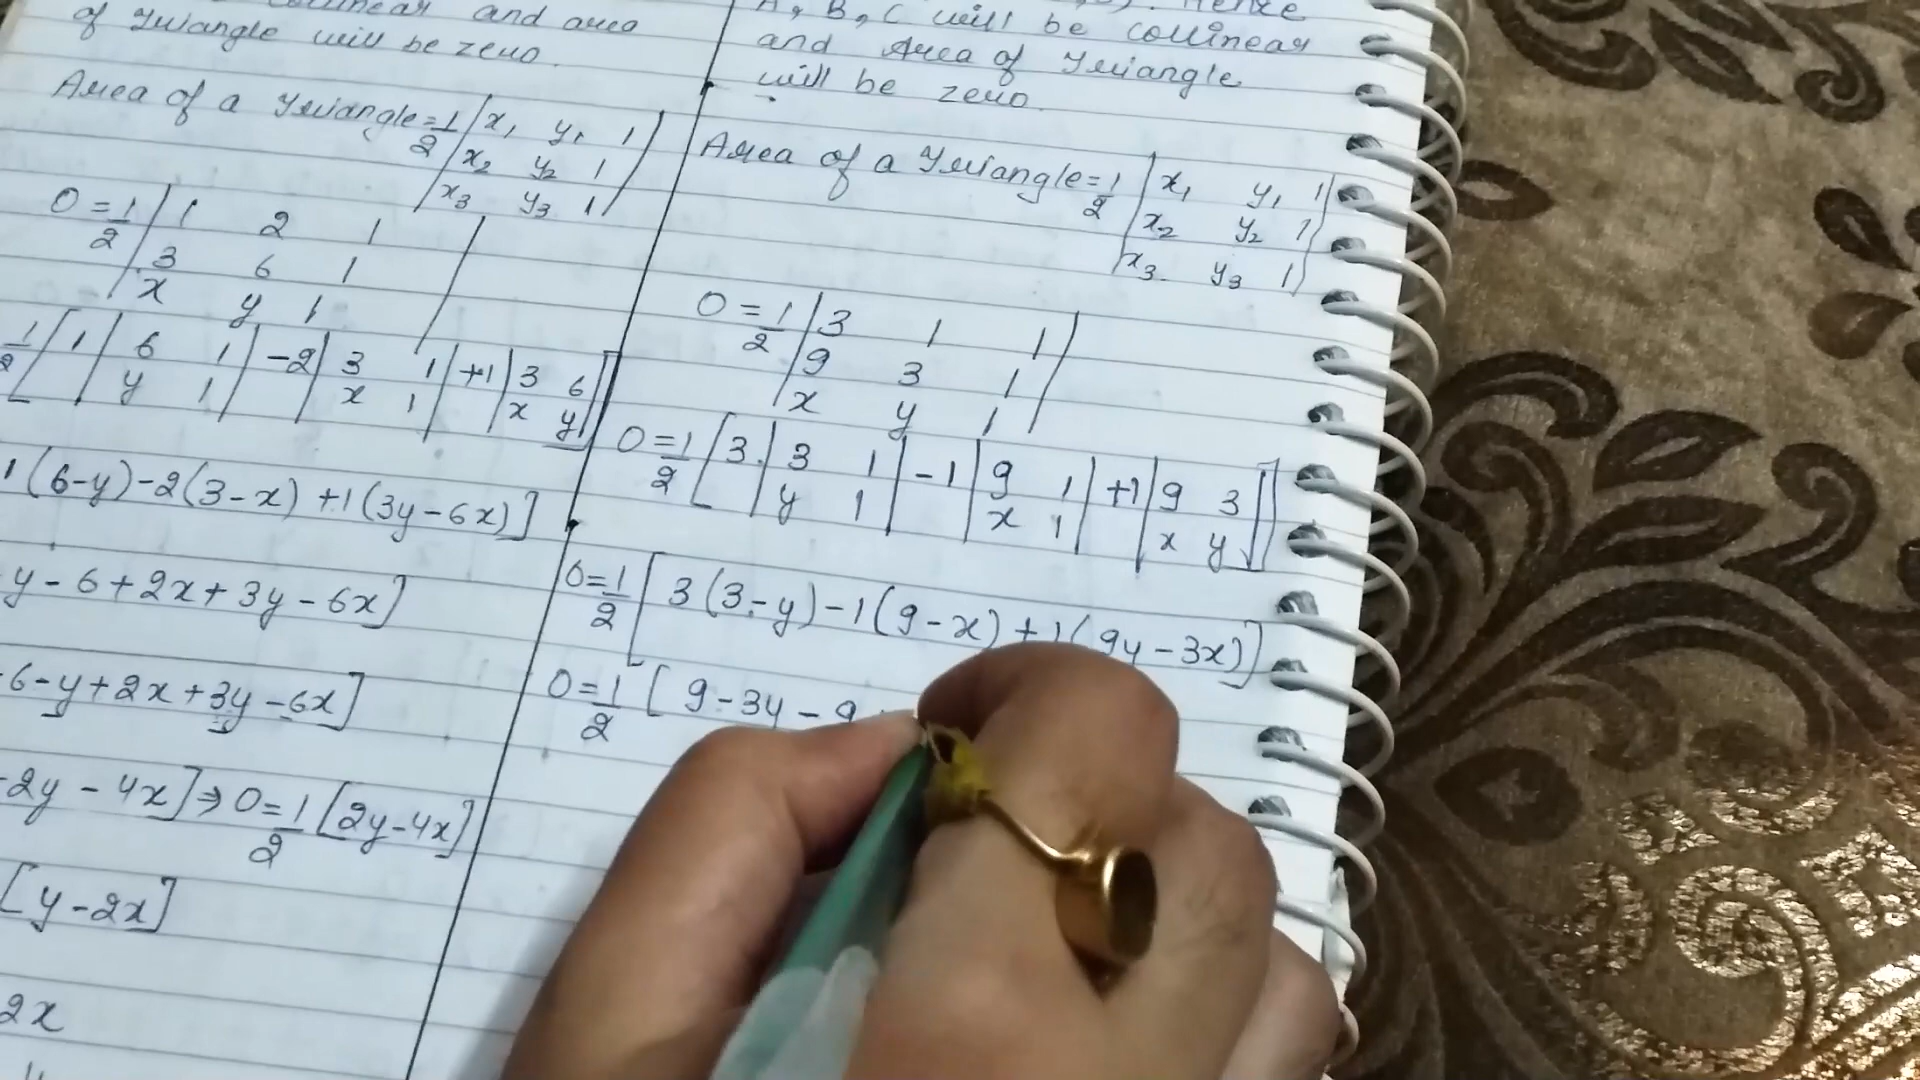 collinear and area
of Triangle will be zero.
Area of a Triangle = 1/2 | x₁ y₁ 1 |
| x₂ y₂ 1 |
| x₃ y₃ 1 |
0 = 1/2 | 1 2 1 |
| 3 6 1 |
| x y 1 |
1/2 [ 1 | 6 1 | -2 | 3 1 | +1 | 3 6 | ]
| y 1 | | x 1 | | x y |
1(6-y)-2(3-x)+1(3y-6x)]
y-6+2x+3y-6x]
6-y+2x+3y-6x]
-2y-4x] ⇒ 0 = 1/2 [2y-4x]
[y-2x]
2x
Hence
A, B, C will be collinear
and Area of Triangle
will be zero.
Area of a Triangle = 1/2 | x₁ y₁ 1 |
| x₂ y₂ 1 |
| x₃ y₃ 1 |
0 = 1/2 | 3 1 1 |
| 9 3 1 |
| x y 1 |
0 = 1/2 [ 3 | 3 1 | -1 | 9 1 | +1 | 9 3 | ]
| y 1 | | x 1 | | x y |
0 = 1/2 [ 3(3-y)-1(9-x)+1(9y-3x)]
0 = 1/2 [ 9-3y-9